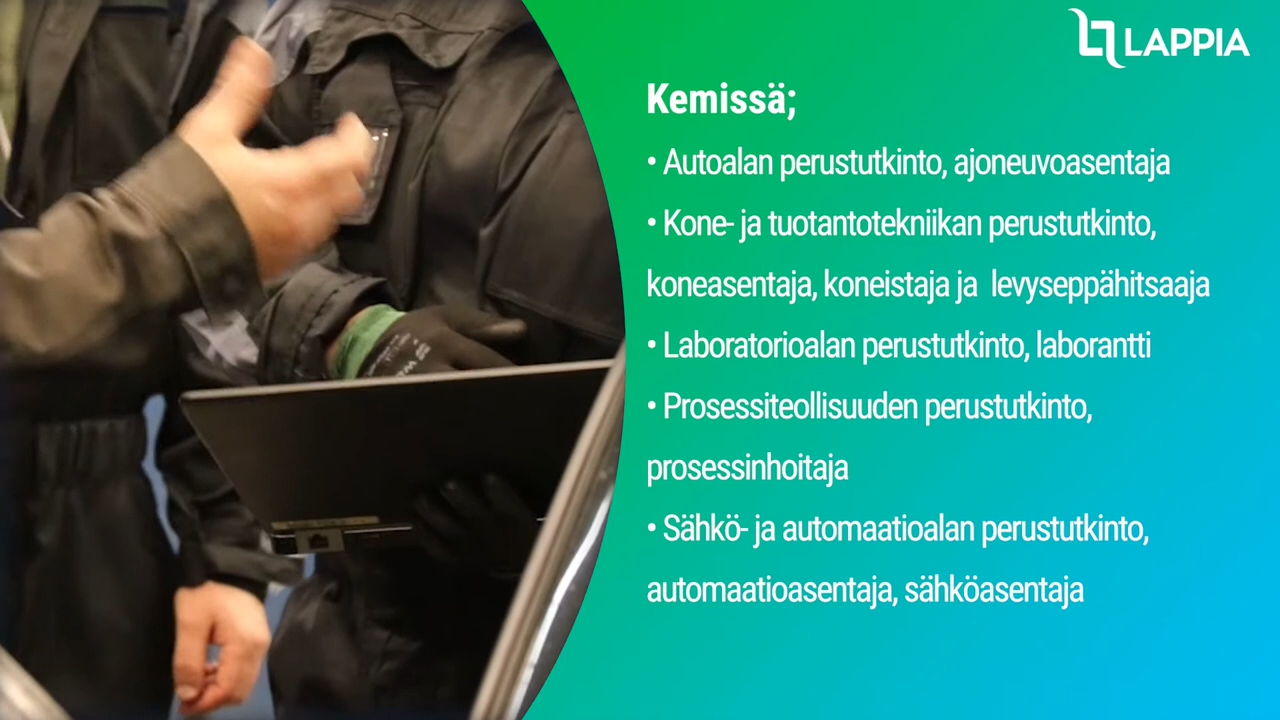 LAPPIA
Kemissä;
• Autoalan perustutkinto, ajoneuvoasentaja
• Kone- ja tuotantotekniikan perustutkinto,
koneasentaja, koneistaja ja levyseppähitsaaja
• Laboratorioalan perustutkinto, laborantti
• Prosessiteollisuuden perustutkinto,
prosessinhoitaja
• Sähkö- ja automaatioalan perustutkinto,
automaatioasentaja, sähköasentaja